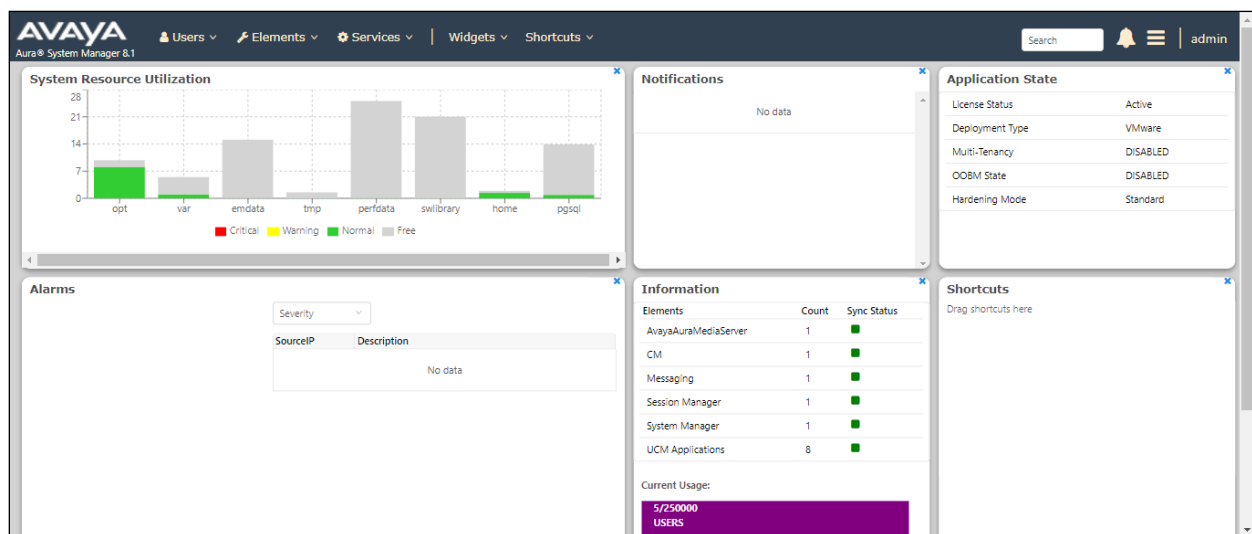 AVAYA
Aura® System Manager 8.1
Users
Elements
Services
Widgets
Shortcuts
Search
admin
System Resource Utilization
28
21
14
7
0
opt var emdata tmp perfdata swlibrary home pgsql
Critical Warning Normal Free
Notifications
No data
Application State
License Status Active
Deployment Type VMware
Multi-Tenancy DISABLED
OOBM State DISABLED
Hardening Mode Standard
Alarms
Severity
SourceIP Description
No data
Information
Elements Count Sync Status
AvayaAuraMediaServer 1
CM 1
Messaging 1
Session Manager 1
System Manager 1
UCM Applications 8
Current Usage:
5/250000
USERS
Shortcuts
Drag shortcuts here